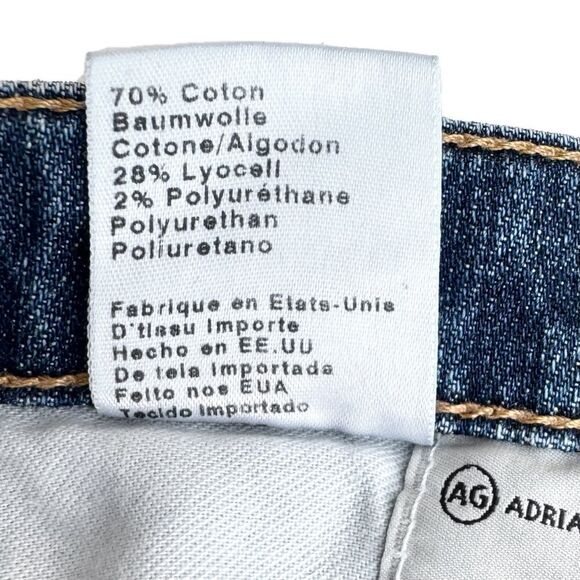 70% Coton
Baumwolle
Cotone/Algodon
28% Lyocell
2% Polyuréthane
Polyurethan
Poliuretano
Fabrique en Etats-Unis
D'tissu Importe
Hecho en EE.UU
De tela importada
Feito nos EUA
Tecido Importado
AG ADRIA